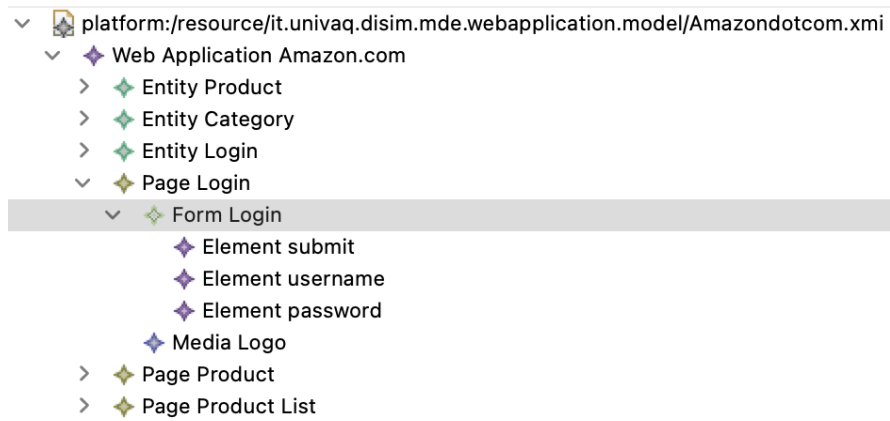 platform:/resource/it.univaq.disim.mde.webapplication.model/Amazondotcom.xmi
Web Application Amazon.com
Entity Product
Entity Category
Entity Login
Page Login
Form Login
Element submit
Element username
Element password
Media Logo
Page Product
Page Product List